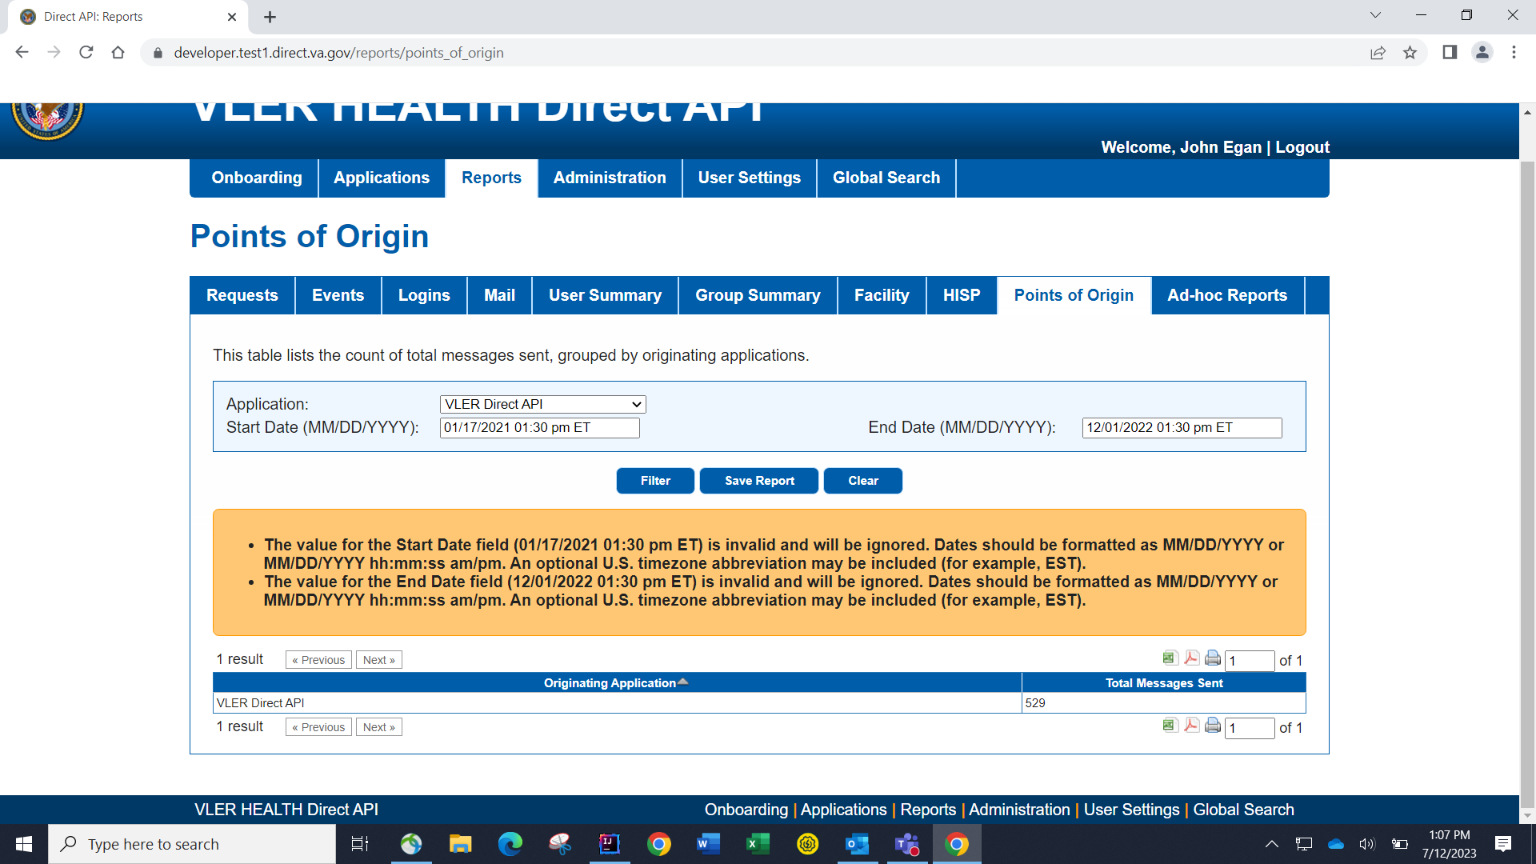 Direct API: Reports
developer.test1.direct.va.gov/reports/points_of_origin
VLER HEALTH Direct API
Welcome, John Egan | Logout
Onboarding Applications Reports Administration User Settings Global Search
Points of Origin
Requests Events Logins Mail User Summary Group Summary Facility HISP Points of Origin Ad-hoc Reports
This table lists the count of total messages sent, grouped by originating applications.
Application: VLER Direct API
Start Date (MM/DD/YYYY): 01/17/2021 01:30 pm ET End Date (MM/DD/YYYY): 12/01/2022 01:30 pm ET
Filter Save Report Clear
• The value for the Start Date field (01/17/2021 01:30 pm ET) is invalid and will be ignored. Dates should be formatted as MM/DD/YYYY or
MM/DD/YYYY hh:mm:ss am/pm. An optional U.S. timezone abbreviation may be included (for example, EST).
• The value for the End Date field (12/01/2022 01:30 pm ET) is invalid and will be ignored. Dates should be formatted as MM/DD/YYYY or
MM/DD/YYYY hh:mm:ss am/pm. An optional U.S. timezone abbreviation may be included (for example, EST).
1 result « Previous Next » 1 of 1
Originating Application Total Messages Sent
VLER Direct API 529
1 result « Previous Next » 1 of 1
VLER HEALTH Direct API Onboarding | Applications | Reports | Administration | User Settings | Global Search
Type here to search
1:07 PM
7/12/2023